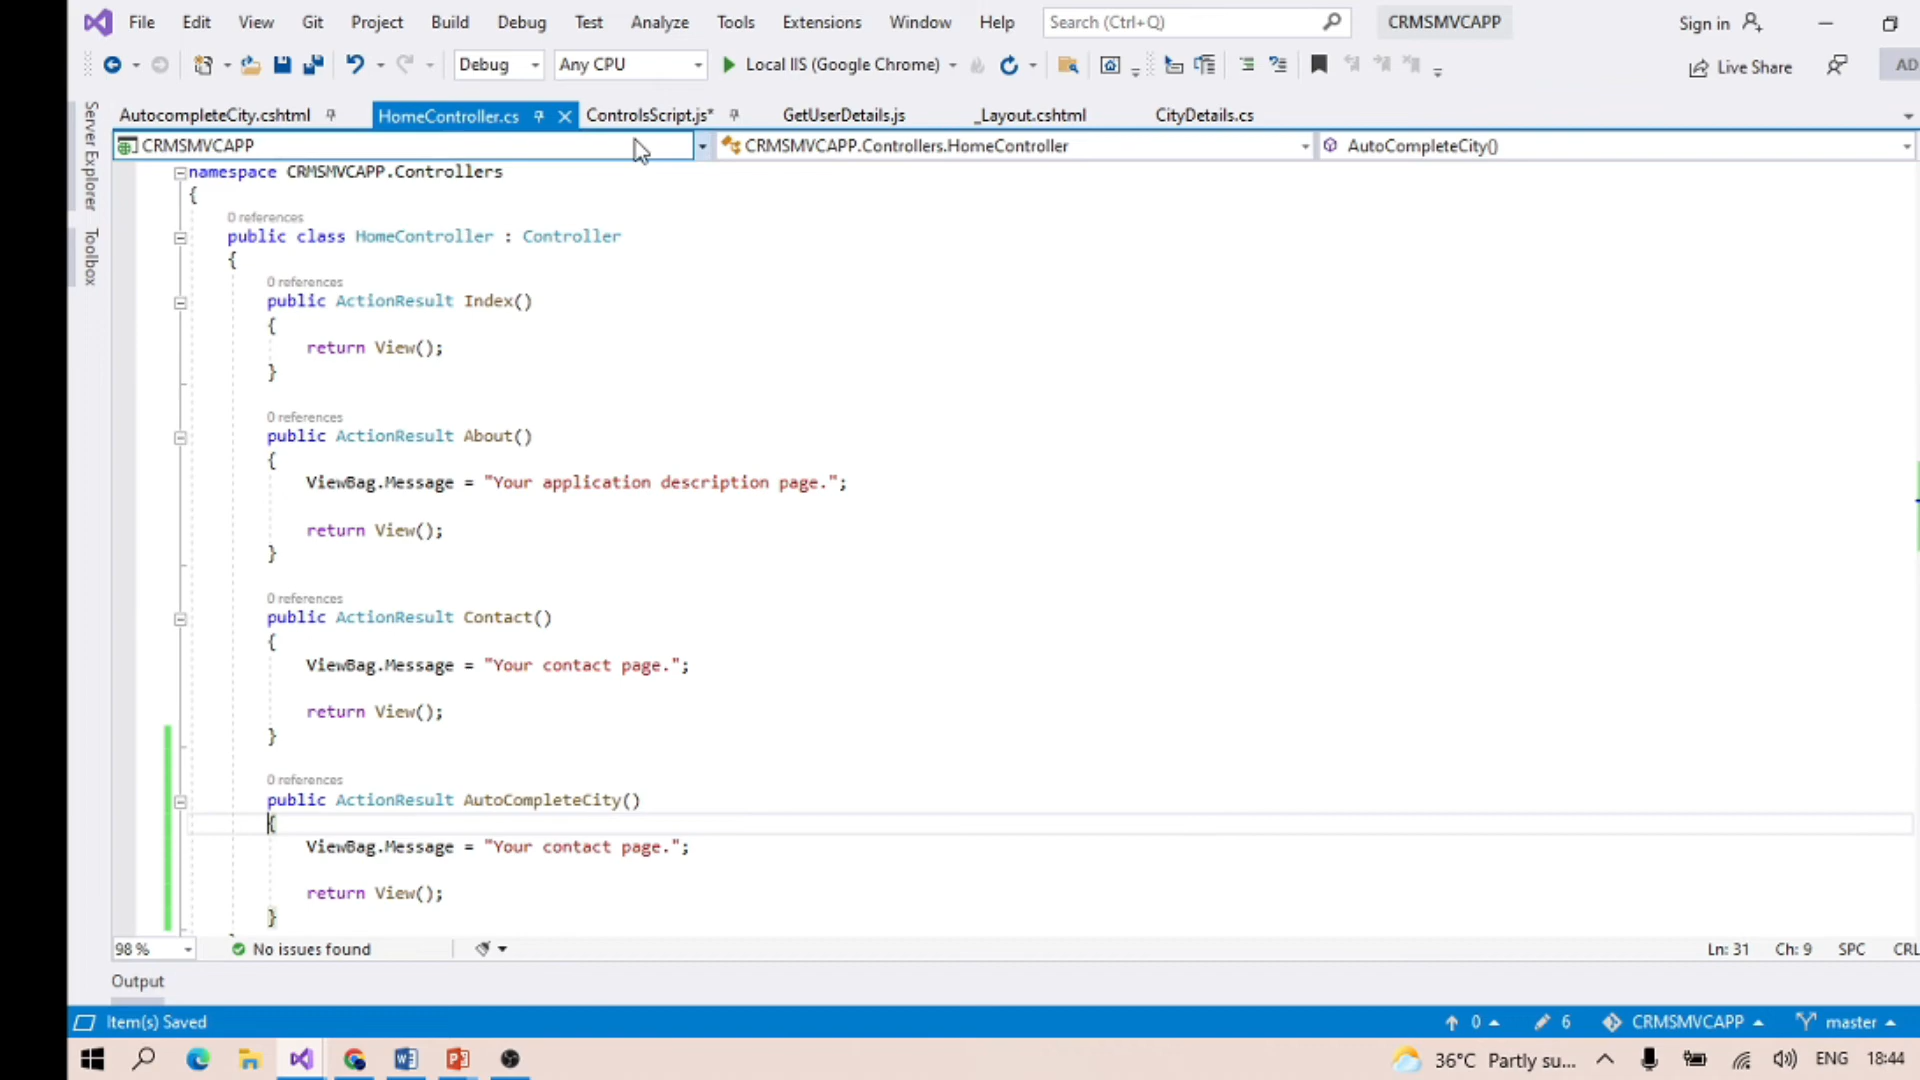 File Edit View Git Project Build Debug Test Analyze Tools Extensions Window Help Search (Ctrl+Q) CRMSMVCAPP Sign in
Debug Any CPU Local IIS (Google Chrome) Live Share AD
AutocompleteCity.cshtml HomeController.cs ControlsScript.js* GetUserDetails.js _Layout.cshtml CityDetails.cs
CRMSMVCAPP CRMSMVCAPP.Controllers.HomeController AutoCompleteCity()
Server Explorer
Toolbox
namespace CRMSMVCAPP.Controllers
{
0 references
public class HomeController : Controller
{
0 references
public ActionResult Index()
{
return View();
}
0 references
public ActionResult About()
{
ViewBag.Message = "Your application description page.";
return View();
}
0 references
public ActionResult Contact()
{
ViewBag.Message = "Your contact page.";
return View();
}
0 references
public ActionResult AutoCompleteCity()
{
ViewBag.Message = "Your contact page.";
return View();
}
98 % No issues found Ln: 31 Ch: 9 SPC CRL
Output
Item(s) Saved 0 6 CRMSMVCAPP master
36°C Partly su... ENG 18:44